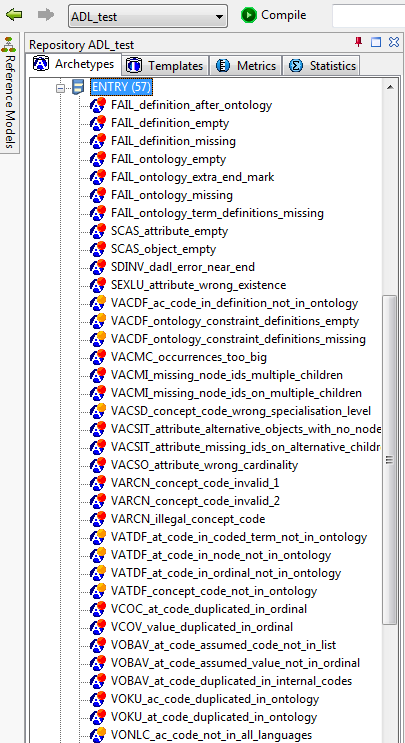 ADL_test
Compile
Reference Models
Repository ADL_test
Archetypes
Templates
Metrics
Statistics
ENTRY (57)
FAIL_definition_after_ontology
FAIL_definition_empty
FAIL_definition_missing
FAIL_ontology_empty
FAIL_ontology_extra_end_mark
FAIL_ontology_missing
FAIL_ontology_term_definitions_missing
SCAS_attribute_empty
SCAS_object_empty
SDINV_dadl_error_near_end
SEXLU_attribute_wrong_existence
VACDF_ac_code_in_definition_not_in_ontology
VACDF_ontology_constraint_definitions_empty
VACDF_ontology_constraint_definitions_missing
VACMC_occurrences_too_big
VACMI_missing_node_ids_multiple_children
VACMI_missing_node_ids_on_multiple_children
VACSD_concept_code_wrong_specialisation_level
VACSIT_attribute_alternative_objects_with_no_node
VACSIT_attribute_missing_ids_on_alternative_childr
VACSO_attribute_wrong_cardinality
VARCN_concept_code_invalid_1
VARCN_concept_code_invalid_2
VARCN_illegal_concept_code
VATDF_at_code_in_coded_term_not_in_ontology
VATDF_at_code_in_node_not_in_ontology
VATDF_at_code_in_ordinal_not_in_ontology
VATDF_concept_code_not_in_ontology
VCOC_at_code_duplicated_in_ordinal
VCOV_value_duplicated_in_ordinal
VOBAV_at_code_assumed_code_not_in_list
VOBAV_at_code_assumed_value_not_in_ordinal
VOBAV_at_code_duplicated_in_internal_codes
VOKU_ac_code_duplicated_in_ontology
VOKU_at_code_duplicated_in_ontology
VONLC_ac_code_not_in_all_languages